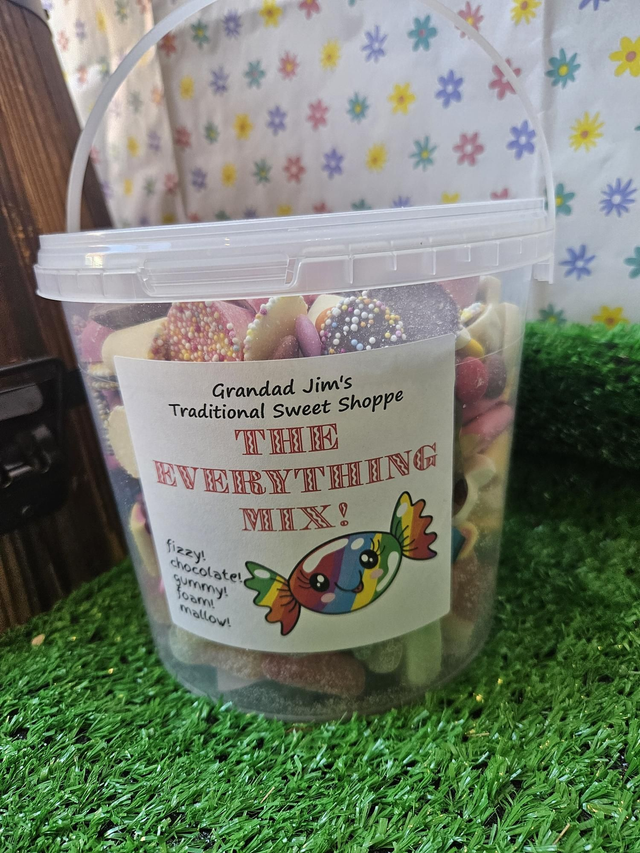 Grandad Jim's
Traditional Sweet Shoppe
THE
EVERYTHING
MIX!
fizzy!
chocolate!
gummy!
foam!
mallow!